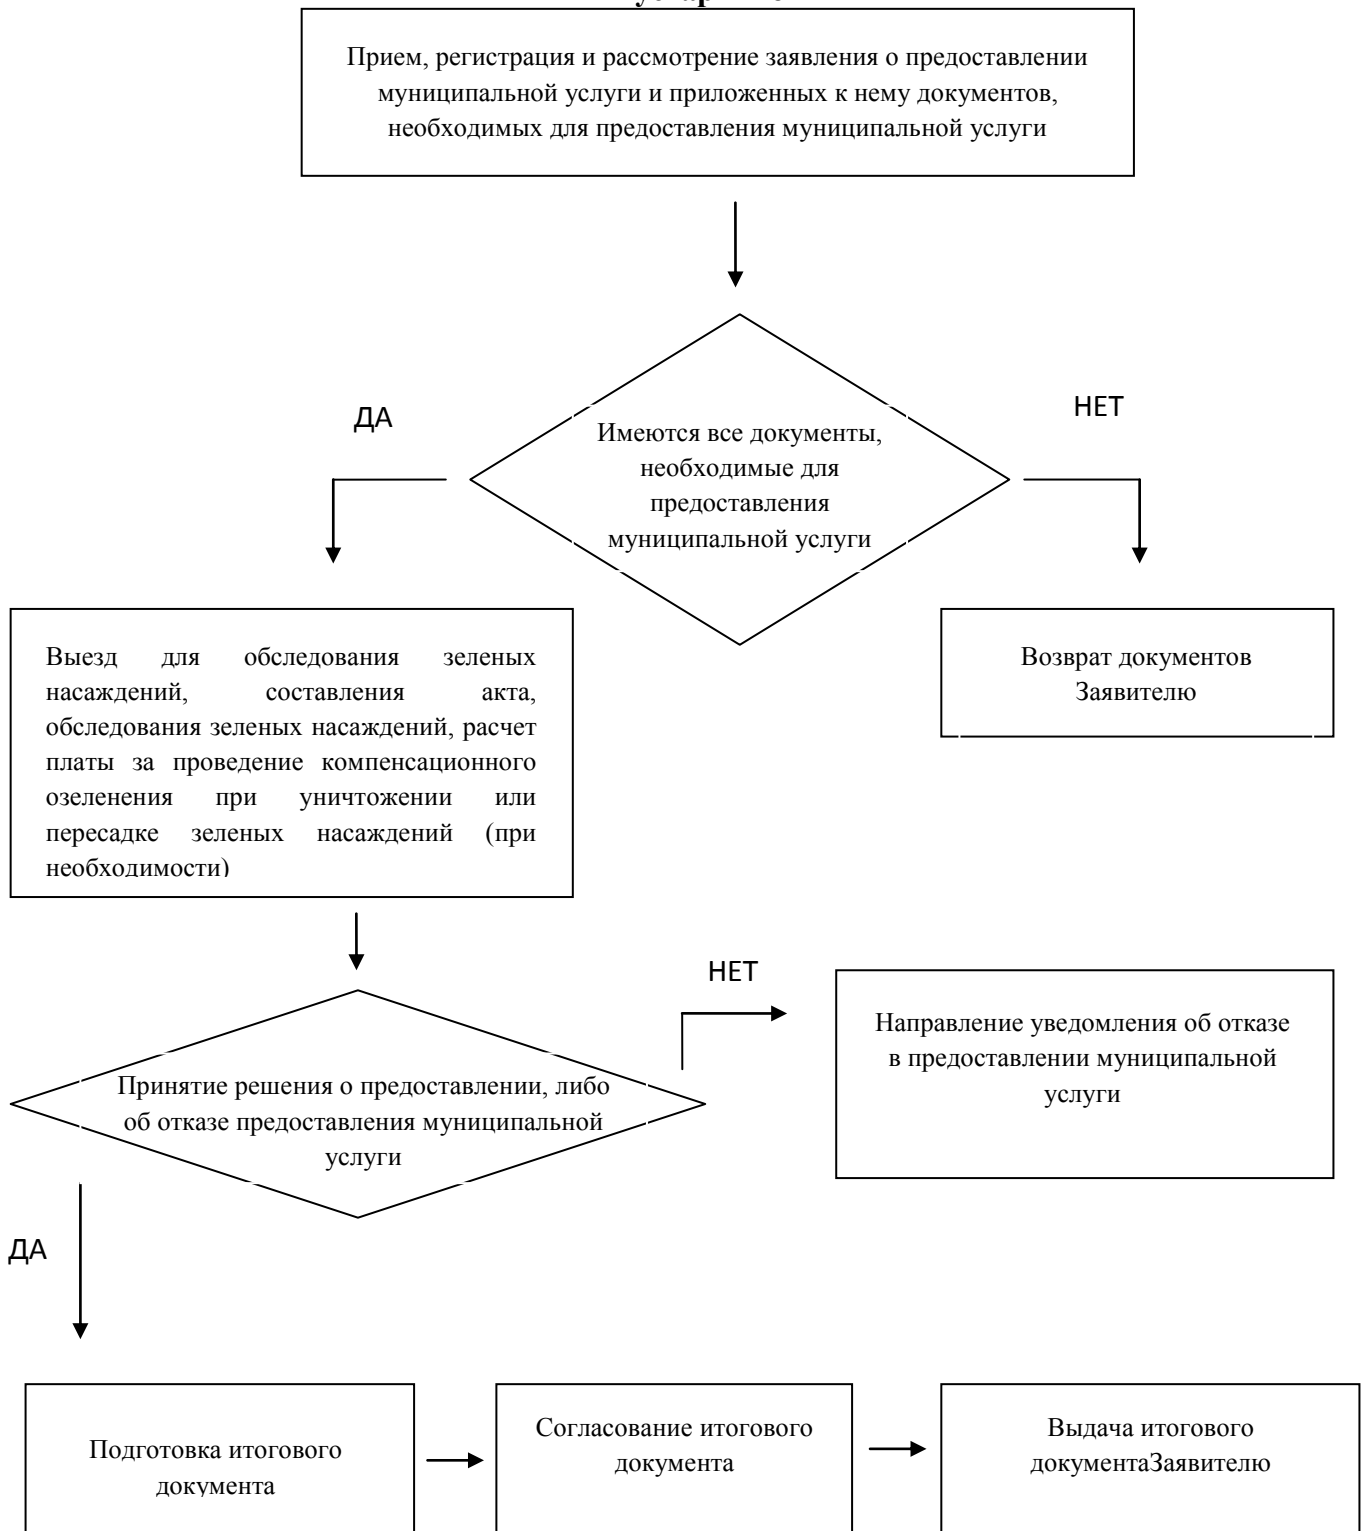 Прием, регистрация и рассмотрение заявления о предоставлении
муниципальной услуги и приложенных к нему документов,
необходимых для предоставления муниципальной услуги
ДА
НЕТ
Имеются все документы,
необходимые для
предоставления
муниципальной услуги
Выезд для обследования зеленых
насаждений, составления акта,
обследования зеленых насаждений, расчет
платы за проведение компенсационного
озеленения при уничтожении или
пересадке зеленых насаждений (при
необходимости)
Возврат документов
Заявителю
НЕТ
Направление уведомления об отказе
в предоставлении муниципальной
услуги
Принятие решения о предоставлении, либо
об отказе предоставления муниципальной
услуги
ДА
Подготовка итогового
документа
Согласование итогового
документа
Выдача итогового
документаЗаявителю